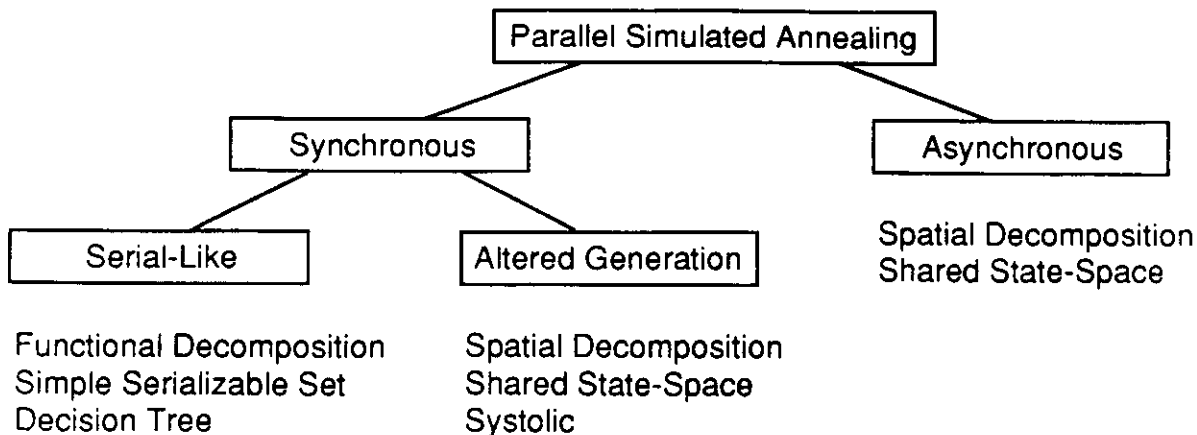 Parallel Simulated Annealing
Synchronous
Asynchronous
Serial-Like
Altered Generation
Spatial Decomposition
Shared State-Space
Functional Decomposition
Simple Serializable Set
Decision Tree
Spatial Decomposition
Shared State-Space
Systolic